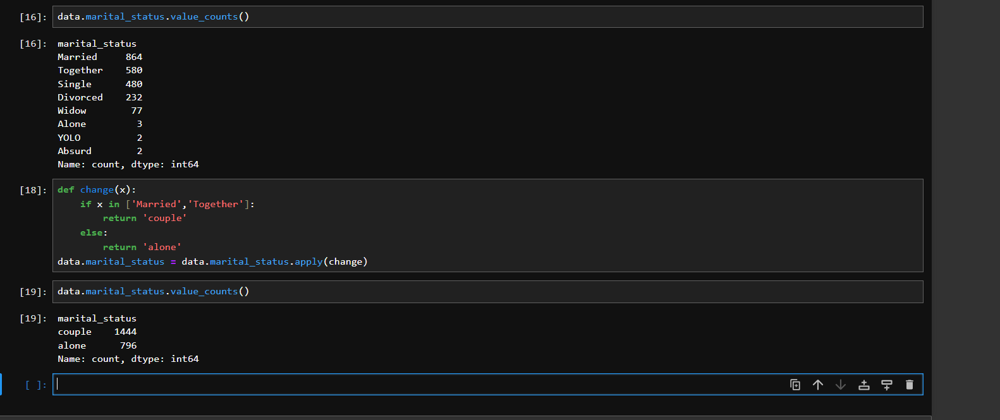 [16]: data.marital_status.value_counts()
[16]: marital_status
Married     864
Together    580
Single      480
Divorced    232
Widow        77
Alone         3
YOLO          2
Absurd        2
Name: count, dtype: int64
[18]: def change(x):
    if x in ['Married','Together']:
        return 'couple'
    else:
        return 'alone'
data.marital_status = data.marital_status.apply(change)
[19]: data.marital_status.value_counts()
[19]: marital_status
couple    1444
alone      796
Name: count, dtype: int64
[ ]: